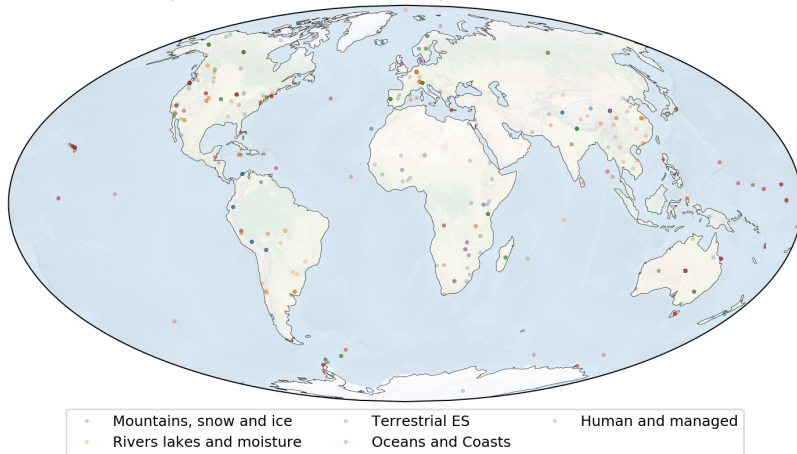 Mountains, snow and ice
Terrestrial ES
Human and managed
Rivers lakes and moisture
Oceans and Coasts